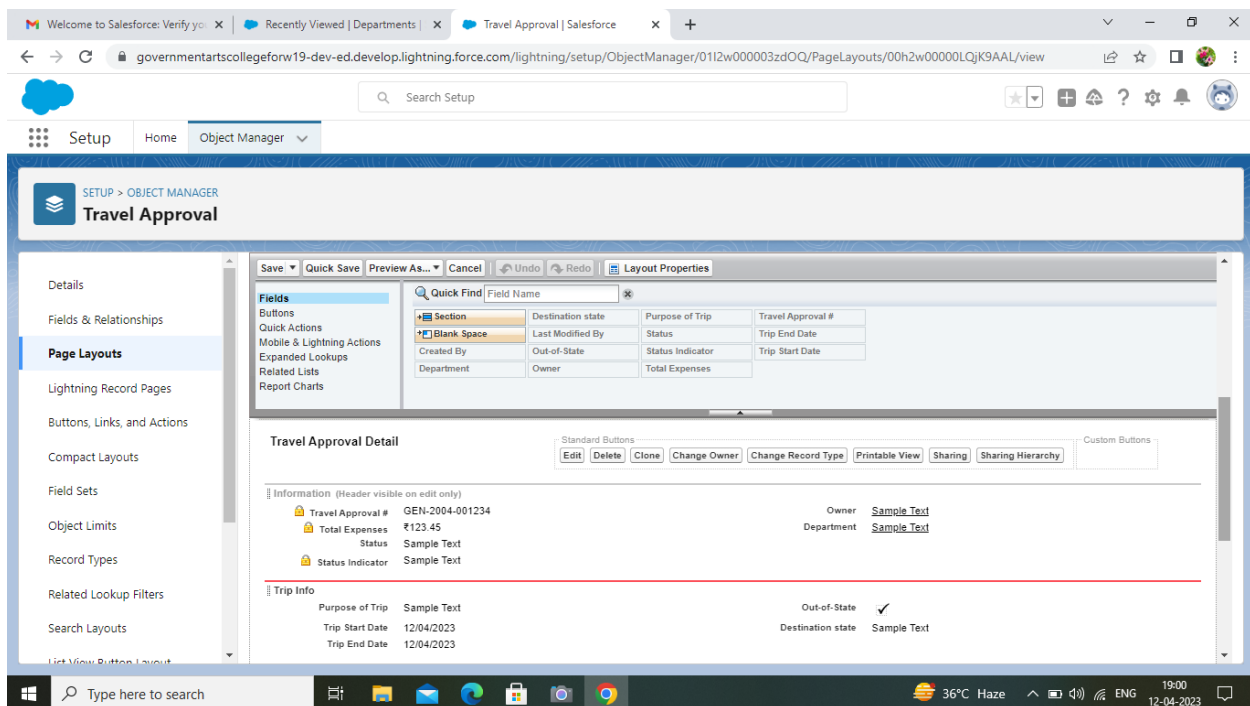 Welcome to Salesforce: Verify yo
Recently Viewed | Departments |
Travel Approval | Salesforce
governmentartscollegeforw19-dev-ed.develop.lightning.force.com/lightning/setup/ObjectManager/01I2w000003zdOQ/PageLayouts/00h2w00000LQjK9AAL/view
Search Setup
Setup Home Object Manager
SETUP > OBJECT MANAGER
Travel Approval
Details
Fields & Relationships
Page Layouts
Lightning Record Pages
Buttons, Links, and Actions
Compact Layouts
Field Sets
Object Limits
Record Types
Related Lookup Filters
Search Layouts
List View Button Layout
Save Quick Save Preview As... Cancel Undo Redo Layout Properties
Fields
Buttons
Quick Actions
Mobile & Lightning Actions
Expanded Lookups
Related Lists
Report Charts
Quick Find Field Name
Section Destination state Purpose of Trip Travel Approval #
Blank Space Last Modified By Status Trip End Date
Created By Out-of-State Status Indicator Trip Start Date
Department Owner Total Expenses
Travel Approval Detail
Standard Buttons
Edit Delete Clone Change Owner Change Record Type Printable View Sharing Sharing Hierarchy
Custom Buttons
Information (Header visible on edit only)
Travel Approval # GEN-2004-001234 Owner Sample Text
Total Expenses ₹123.45 Department Sample Text
Status Sample Text
Status Indicator Sample Text
Trip Info
Purpose of Trip Sample Text Out-of-State ✓
Trip Start Date 12/04/2023 Destination state Sample Text
Trip End Date 12/04/2023
Type here to search
36°C Haze
ENG
19:00
12-04-2023